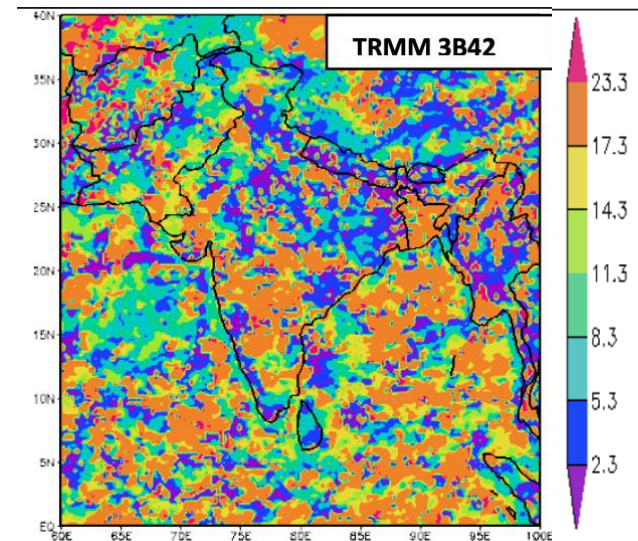 TRMM 3B42
40N
35N
30N
25N
20N
15N
10N
5N
EQ
60E 65E 70E 75E 80E 85E 90E 95E 100E
23.3
17.3
14.3
11.3
8.3
5.3
2.3